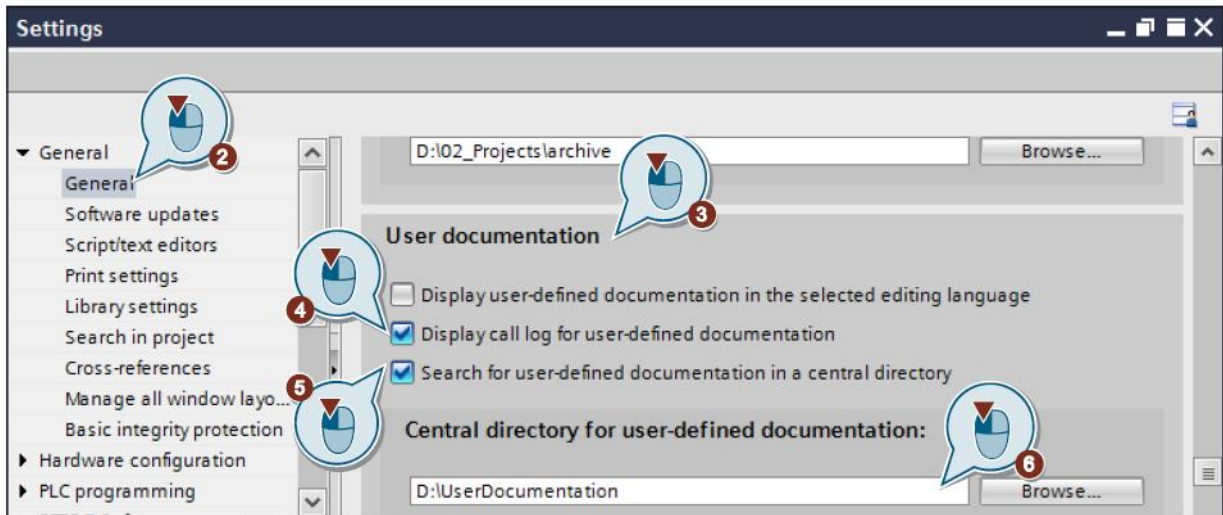 Settings
2
General
General
Software updates
Script/text editors
Print settings
Library settings
Search in project
Cross-references
Manage all window layo...
Basic integrity protection
Hardware configuration
PLC programming
D:\02_Projects\archive
Browse...
3
User documentation
4
Display user-defined documentation in the selected editing language
Display call log for user-defined documentation
5
Search for user-defined documentation in a central directory
Central directory for user-defined documentation:
6
D:\UserDocumentation
Browse...